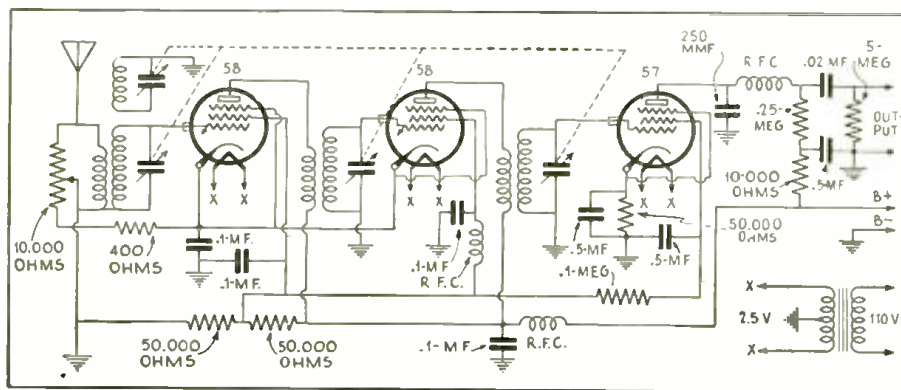 58
58
57
250
MMF
R.F.C
.02 MF.
5-
MEG
.25-
MEG
OUT-
PUT
10.000
OHMS
.5-MF
B+
B-
10.000
OHMS
400
OHMS
.1-MF.
.1-MF.
X X
.1-MF.
R.F.C.
X X
.5-MF
.5-MF
X X
50.000
OHMS
.1-MEG
50.000
OHMS
50.000
OHMS
.1-MF.
R.F.C.
X
2.5 V
110 V
X